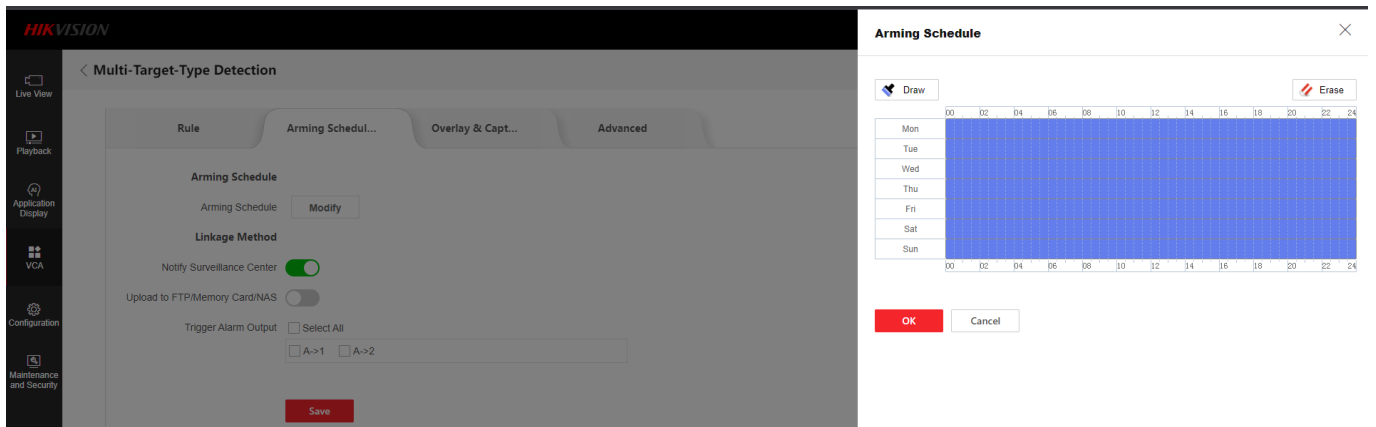 HIKVISION
Live View
Playback
Application
Display
VCA
Configuration
Maintenance
and Security
Multi-Target-Type Detection
Rule
Arming Schedul...
Overlay & Capt...
Advanced
Arming Schedule
Arming Schedule
Modify
Linkage Method
Notify Surveillance Center
Upload to FTP/Memory Card/NAS
Trigger Alarm Output
Select All
A->1
A->2
Save
Arming Schedule
Draw
Erase
00 02 04 06 08 10 12 14 16 18 20 22 24
Mon
Tue
Wed
Thu
Fri
Sat
Sun
00 02 04 06 08 10 12 14 16 18 20 22 24
OK
Cancel